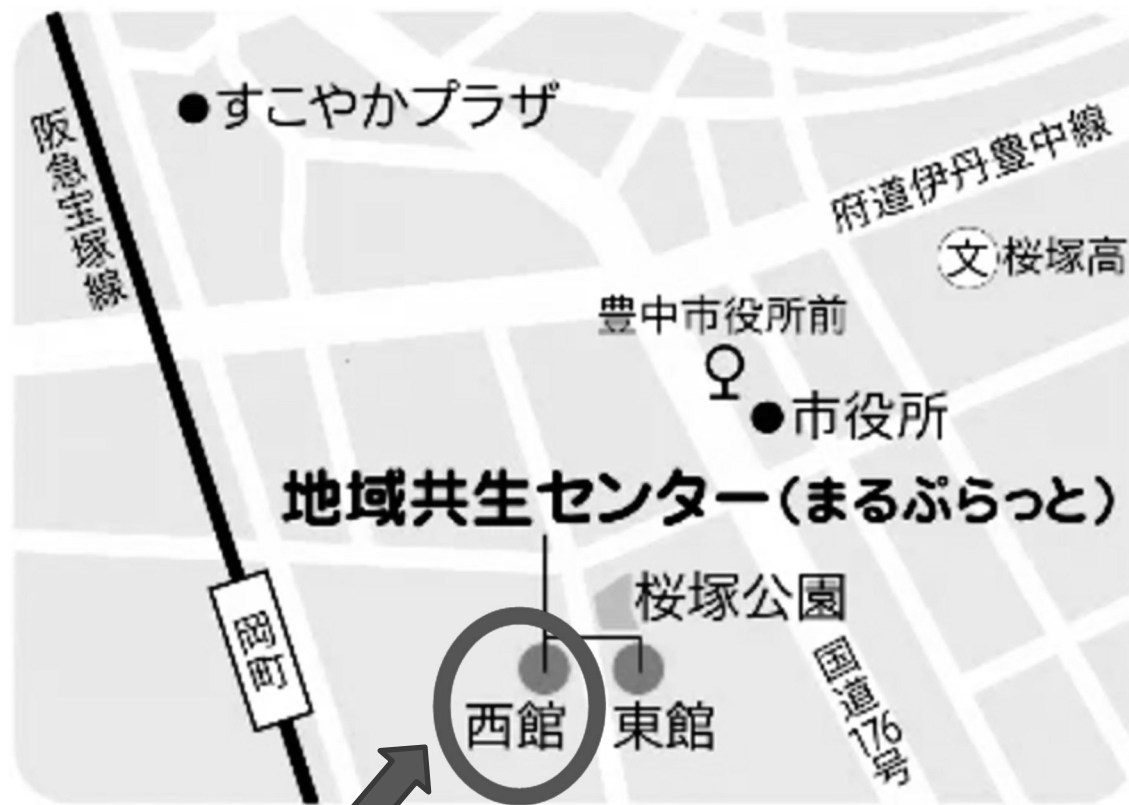 すこやかプラザ
阪急宝塚線
府道伊丹豊中線
文
桜塚高
豊中市役所前
市役所
地域共生センター(まるぷらっと)
桜塚公園
岡町
西館
東館
国道176号